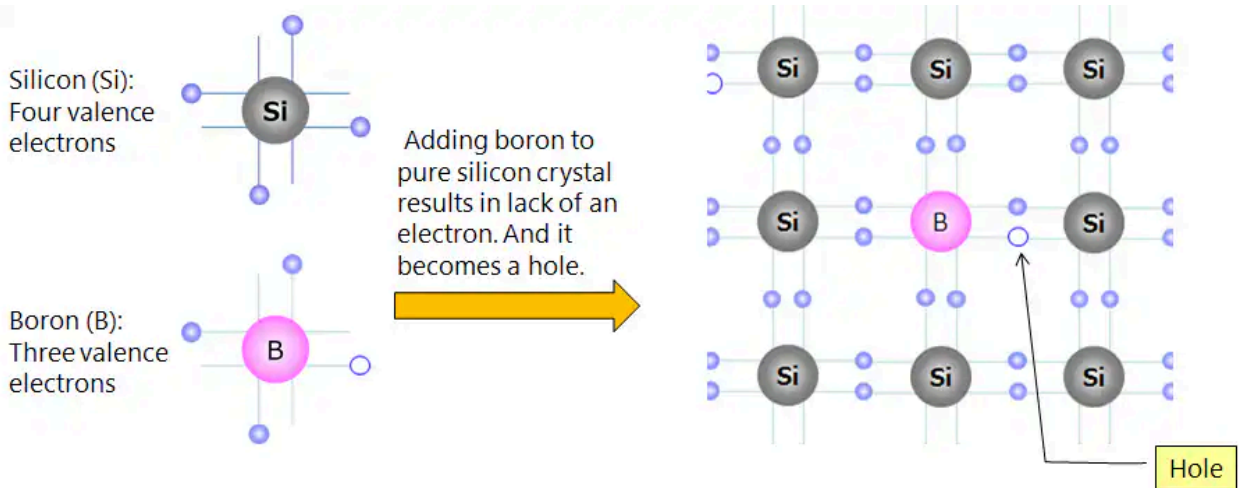 Silicon (Si):
Four valence
electrons
Si
Adding boron to
pure silicon crystal
results in lack of an
electron. And it
becomes a hole.
Boron (B):
Three valence
electrons
B
Si Si Si
Si B Si
Si Si Si
Hole